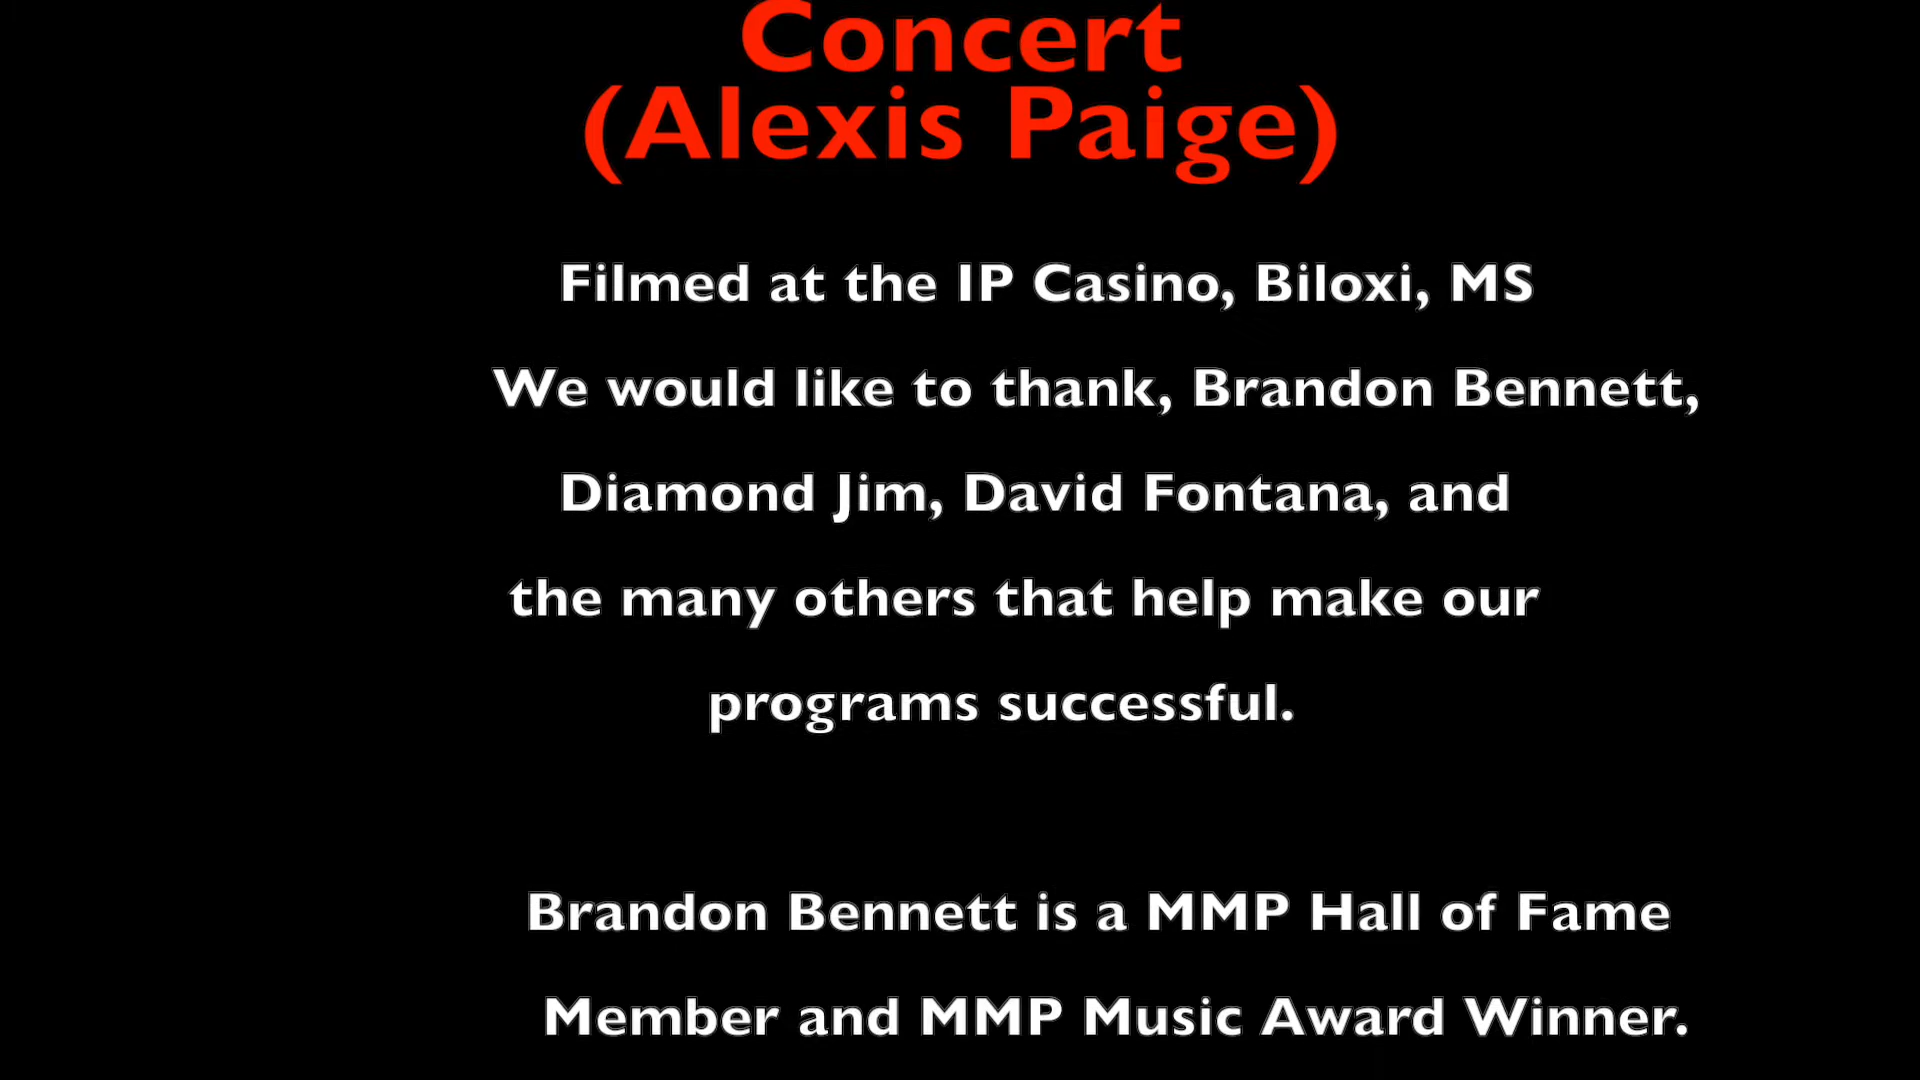 Concert
(Alexis Paige)
Filmed at the IP Casino, Biloxi, MS
We would like to thank, Brandon Bennett,
Diamond Jim, David Fontana, and
the many others that help make our
programs successful.
Brandon Bennett is a MMP Hall of Fame
Member and MMP Music Award Winner.